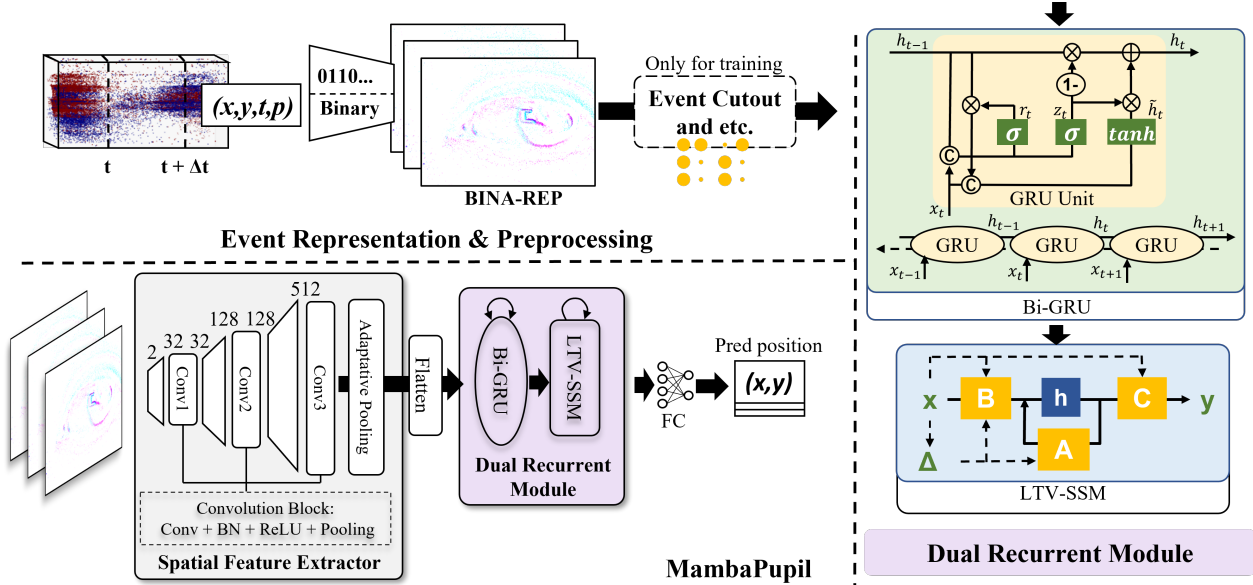 (x,y,t,p)
t
t + Δt
0110...
Binary
BINA-REP
Only for training
Event Cutout
and etc.
Event Representation & Preprocessing
2
32
32
128
128
512
Conv1
Conv2
Conv3
Adaptative Pooling
Flatten
Bi-GRU
LTV-SSM
Dual Recurrent
Module
FC
Pred position
(x,y)
Convolution Block:
Conv + BN + ReLU + Pooling
Spatial Feature Extractor
MambaPupil
h_{t-1}
h_t
1-
r_t
z_t
h̃_t
σ
σ
tanh
C
C
GRU Unit
x_t
h_{t-1}
h_t
h_{t+1}
GRU
GRU
GRU
x_{t-1}
x_t
x_{t+1}
Bi-GRU
x
B
h
C
y
Δ
A
LTV-SSM
Dual Recurrent Module